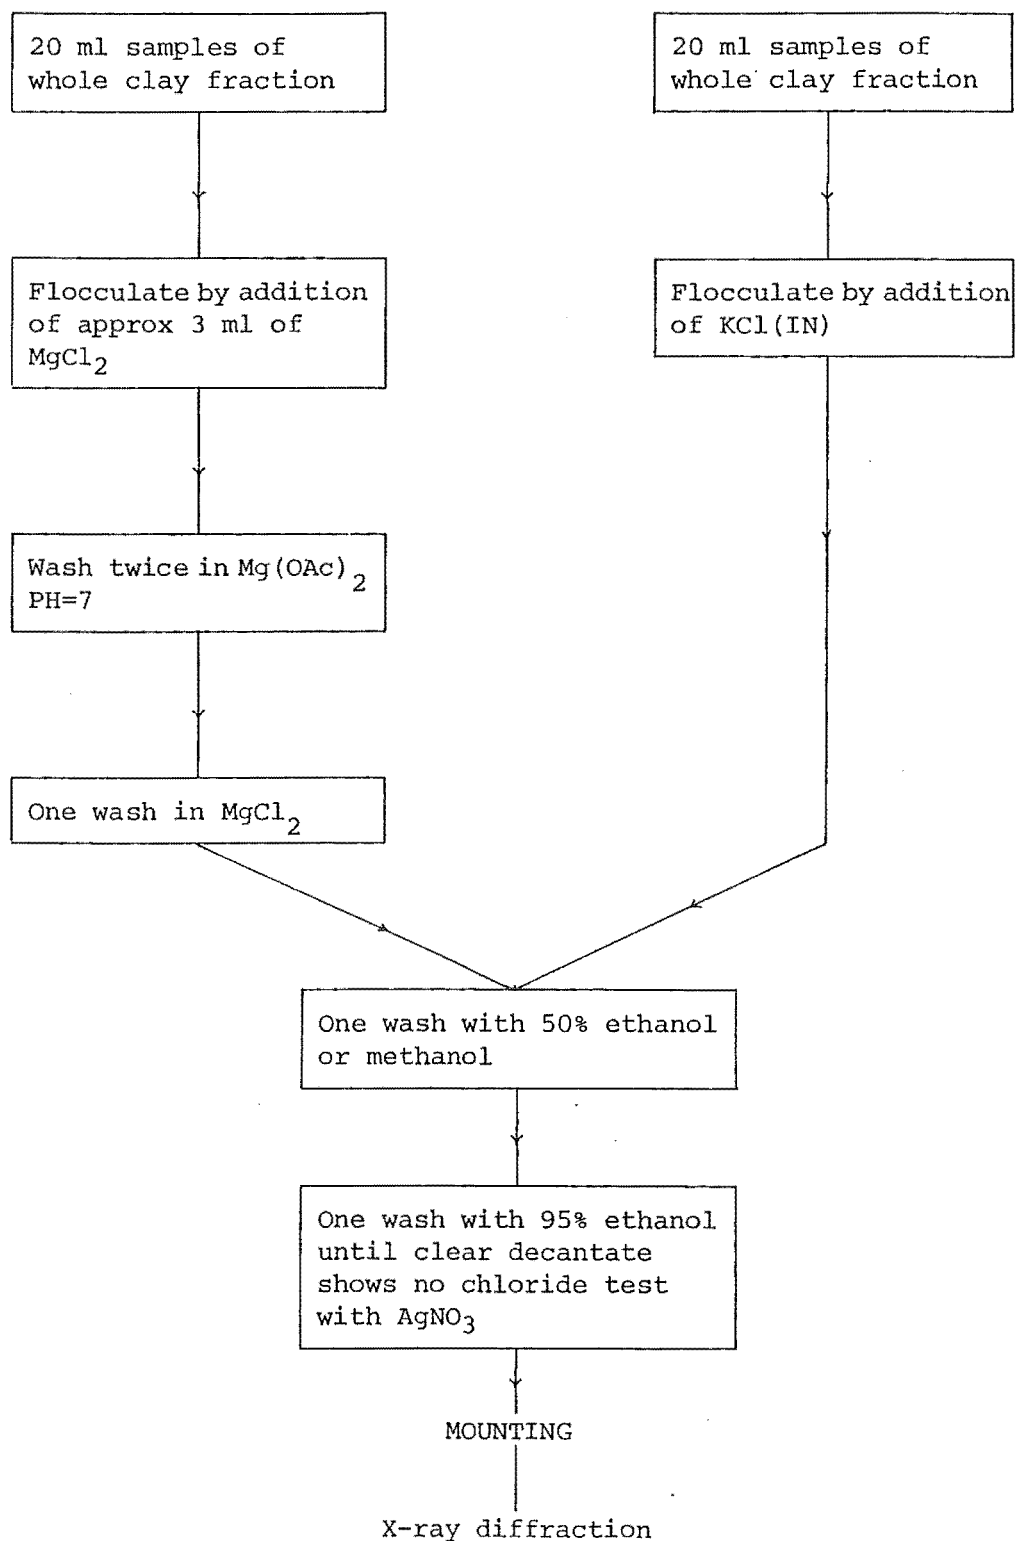 20 ml samples of
whole clay fraction
Flocculate by addition
of approx 3 ml of
MgCl2
Wash twice in Mg(OAc)2
PH=7
One wash in MgCl2
20 ml samples of
whole clay fraction
Flocculate by addition
of KCl(IN)
One wash with 50% ethanol
or methanol
One wash with 95% ethanol
until clear decantate
shows no chloride test
with AgNO3
MOUNTING
X-ray diffraction